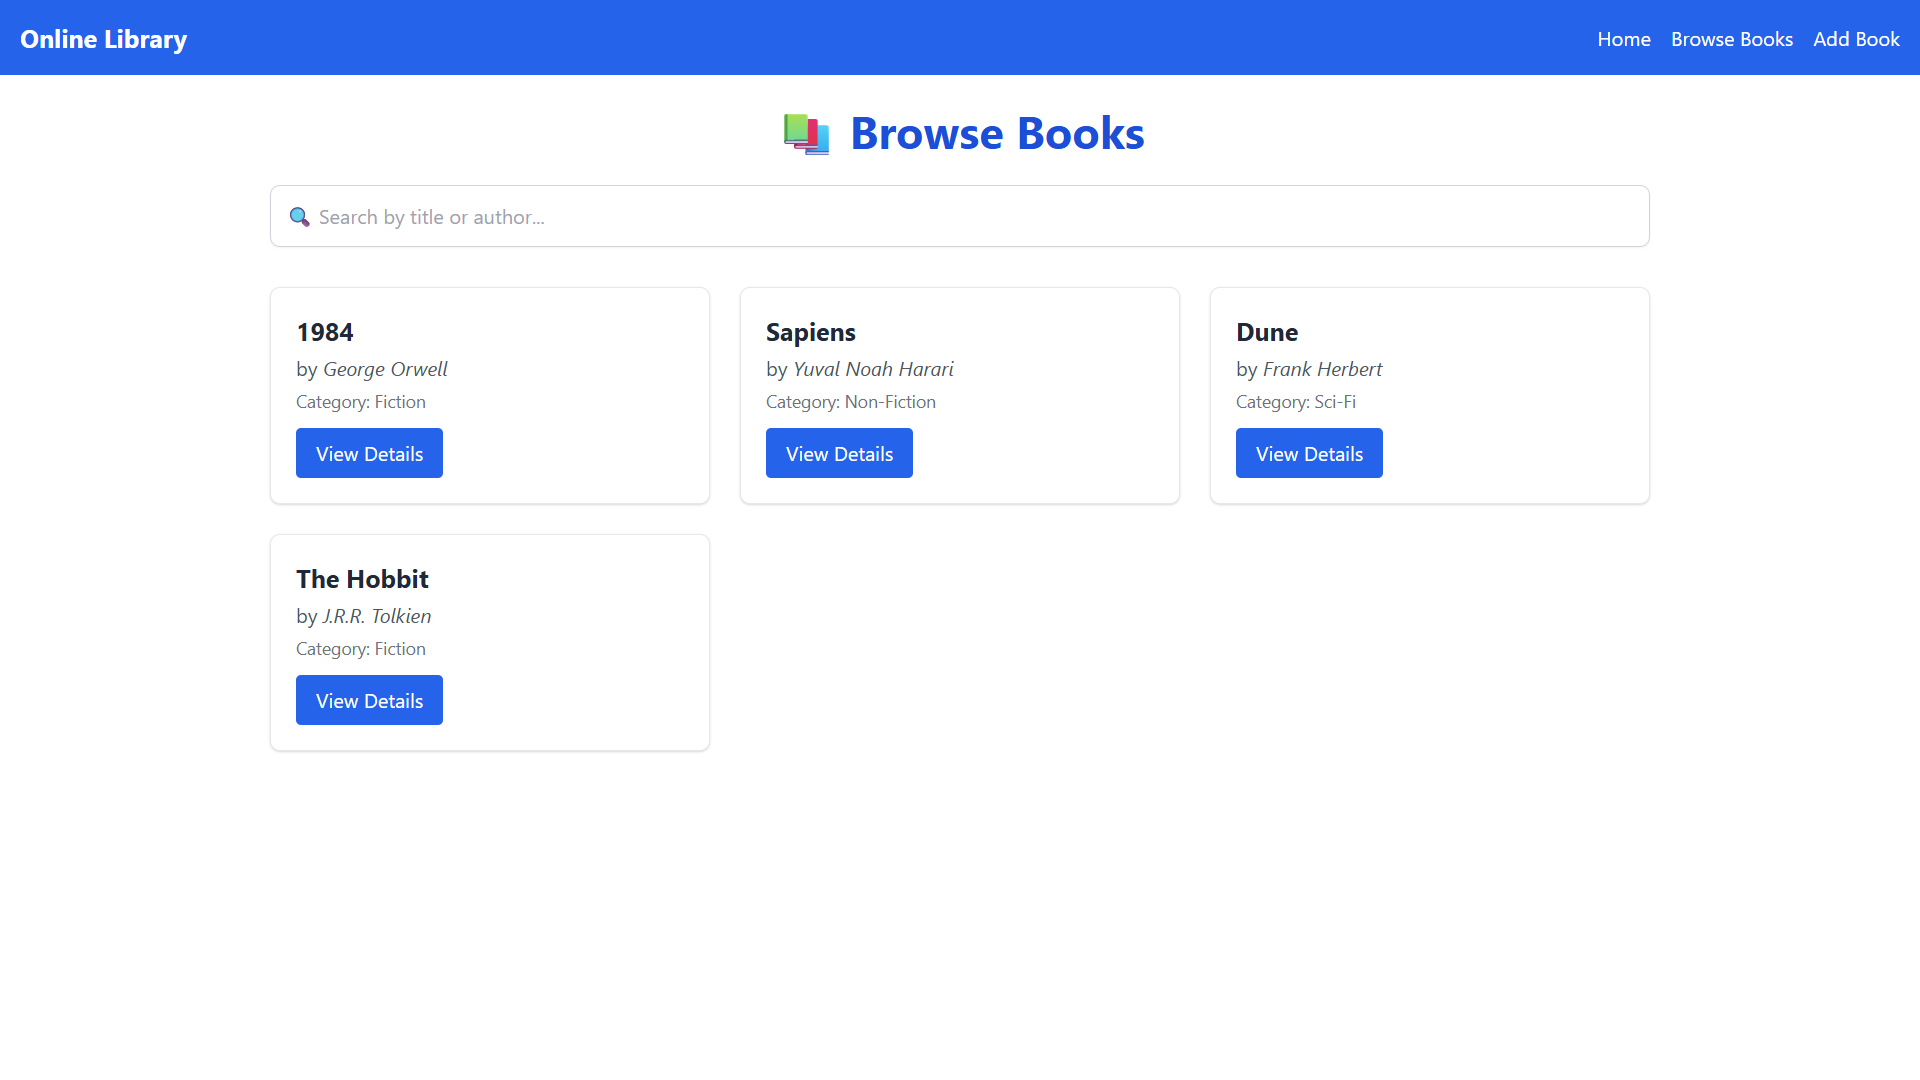 Online Library
Home
Browse Books
Add Book
Browse Books
Search by title or author...
1984
by George Orwell
Category: Fiction
View Details
Sapiens
by Yuval Noah Harari
Category: Non-Fiction
View Details
Dune
by Frank Herbert
Category: Sci-Fi
View Details
The Hobbit
by J.R.R. Tolkien
Category: Fiction
View Details